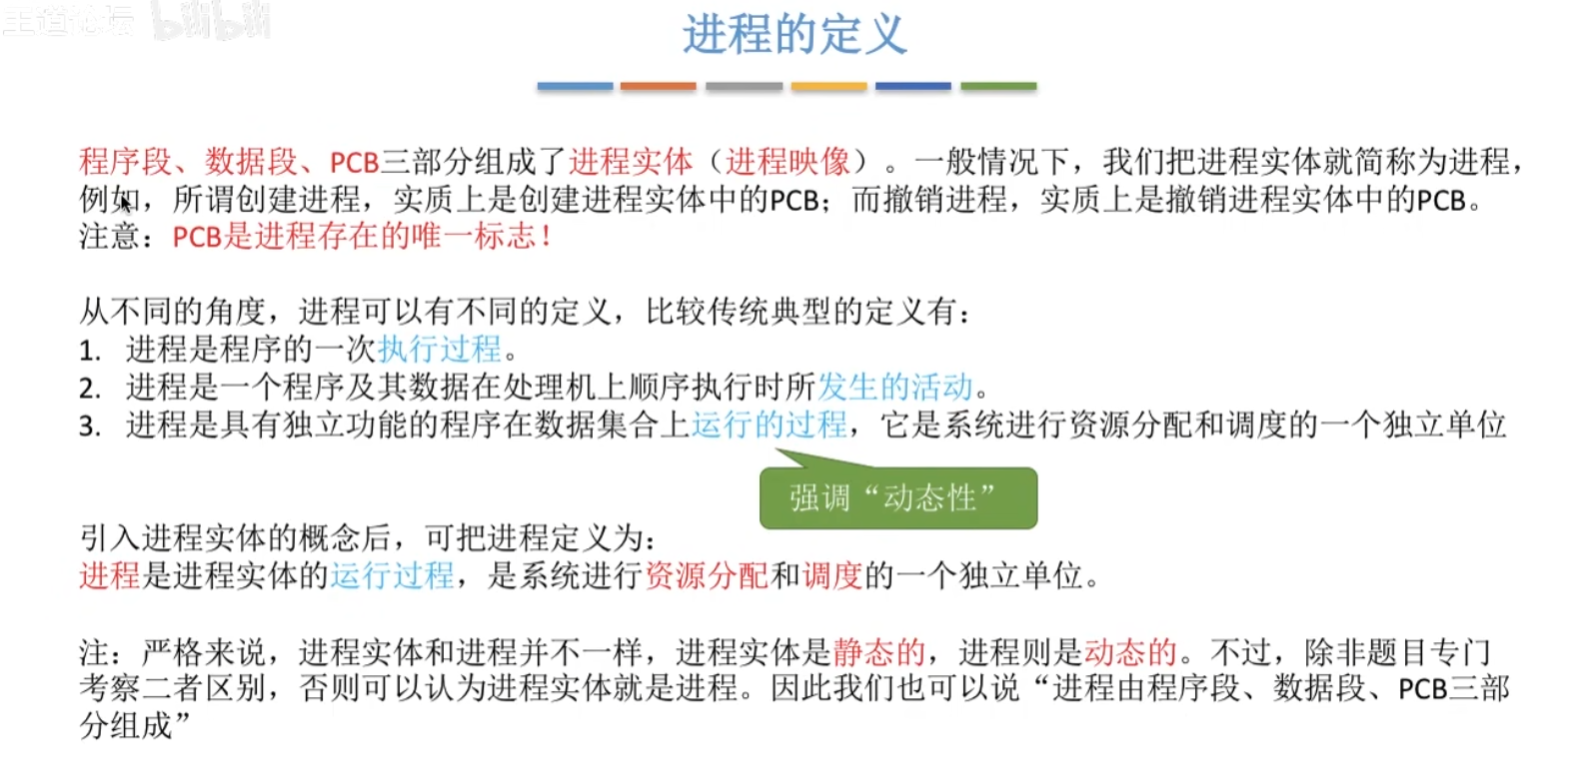 王道论坛 bilibili
进程的定义
程序段、数据段、PCB三部分组成了进程实体（进程映像）。一般情况下，我们把进程实体就简称为进程，
例如，所谓创建进程，实质上是创建进程实体中的PCB；而撤销进程，实质上是撤销进程实体中的PCB。
注意：PCB是进程存在的唯一标志！
从不同的角度，进程可以有不同的定义，比较传统典型的定义有：
1. 进程是程序的一次执行过程。
2. 进程是一个程序及其数据在处理机上顺序执行时所发生的活动。
3. 进程是具有独立功能的程序在数据集合上运行的过程，它是系统进行资源分配和调度的一个独立单位
强调“动态性”
引入进程实体的概念后，可把进程定义为：
进程是进程实体的运行过程，是系统进行资源分配和调度的一个独立单位。
注：严格来说，进程实体和进程并不一样，进程实体是静态的，进程则是动态的。不过，除非题目专门
考察二者区别，否则可以认为进程实体就是进程。因此我们也可以说“进程由程序段、数据段、PCB三部
分组成”